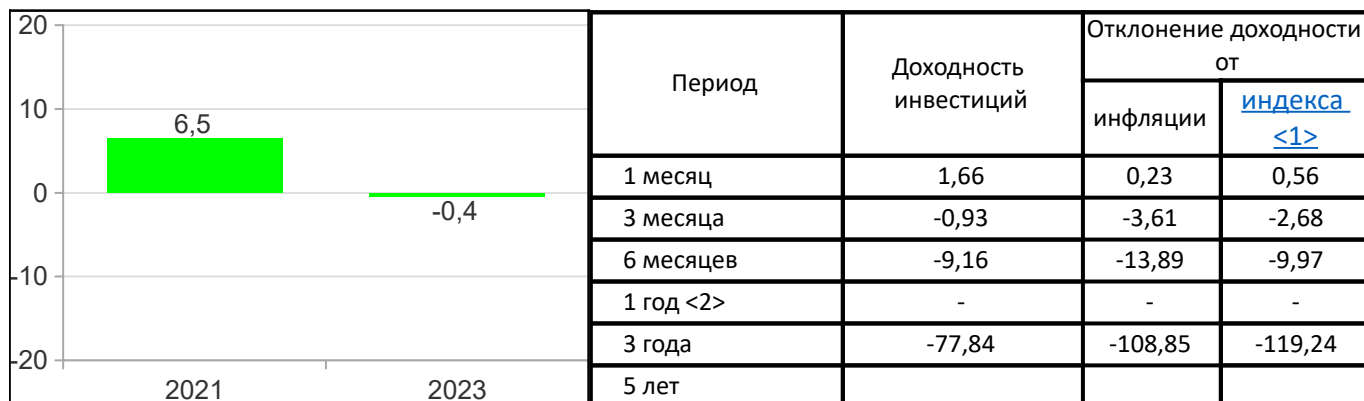 20
10
0
-10
-20
6,5
-0,4
2021
2023
Период
Доходность
инвестиций
Отклонение доходности
от
инфляции
индекса
<1>
1 месяц 1,66 0,23 0,56
3 месяца -0,93 -3,61 -2,68
6 месяцев -9,16 -13,89 -9,97
1 год <2> - - -
3 года -77,84 -108,85 -119,24
5 лет